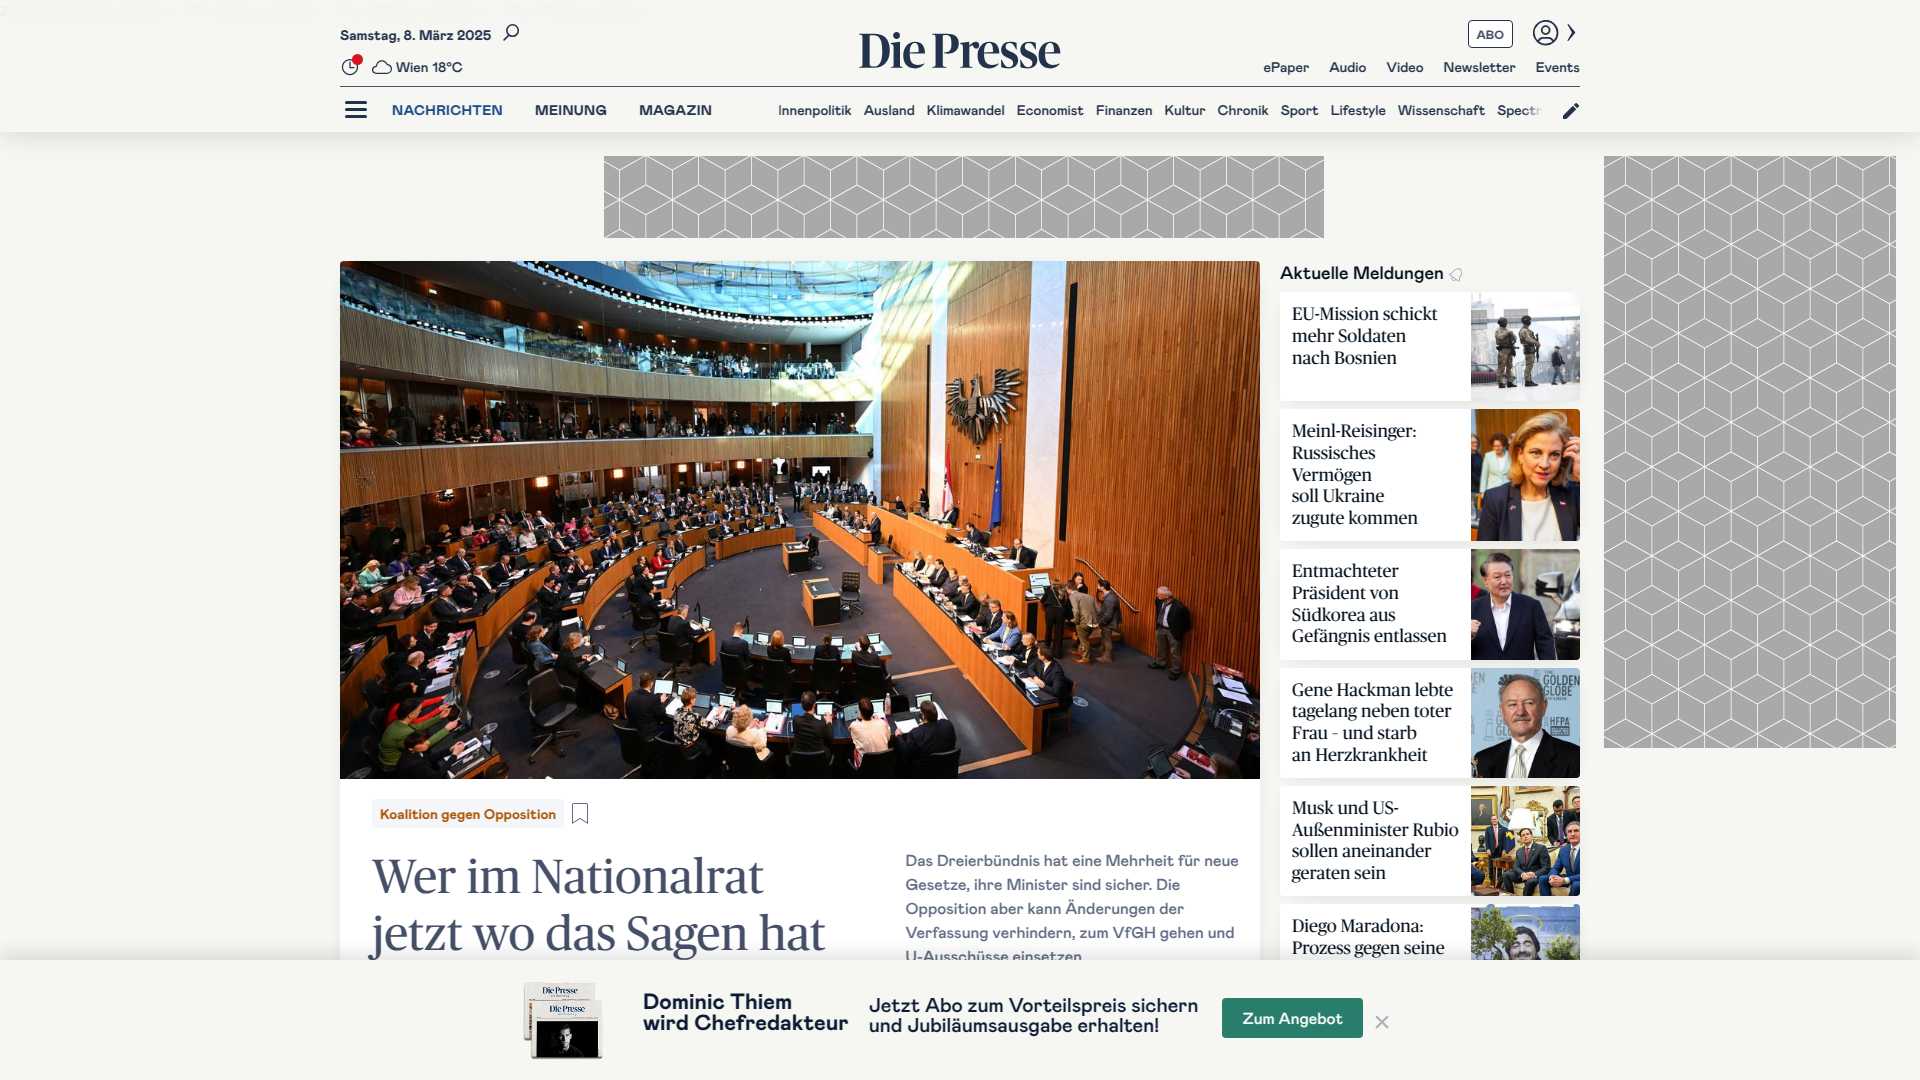 Samstag, 8. März 2025
Wien 18°C
Die Presse
ABO
ePaper Audio Video Newsletter Events
NACHRICHTEN MEINUNG MAGAZIN
Innenpolitik Ausland Klimawandel Economist Finanzen Kultur Chronik Sport Lifestyle Wissenschaft Spectr
Koalition gegen Opposition
Wer im Nationalrat
jetzt wo das Sagen hat
Das Dreierbündnis hat eine Mehrheit für neue
Gesetze, ihre Minister sind sicher. Die
Opposition aber kann Änderungen der
Verfassung verhindern, zum VfGH gehen und
U-Ausschüsse einsetzen.
Aktuelle Meldungen
EU-Mission schickt
mehr Soldaten
nach Bosnien
Meinl-Reisinger:
Russisches
Vermögen
soll Ukraine
zugute kommen
Entmachteter
Präsident von
Südkorea aus
Gefängnis entlassen
Gene Hackman lebte
tagelang neben toter
Frau - und starb
an Herzkrankheit
GOLDEN
GLOBE
HFPA
Musk und US-
Außenminister Rubio
sollen aneinander
geraten sein
Diego Maradona:
Prozess gegen seine
Die Presse
Die Presse
Dominic Thiem
wird Chefredakteur
Jetzt Abo zum Vorteilspreis sichern
und Jubiläumsausgabe erhalten!
Zum Angebot